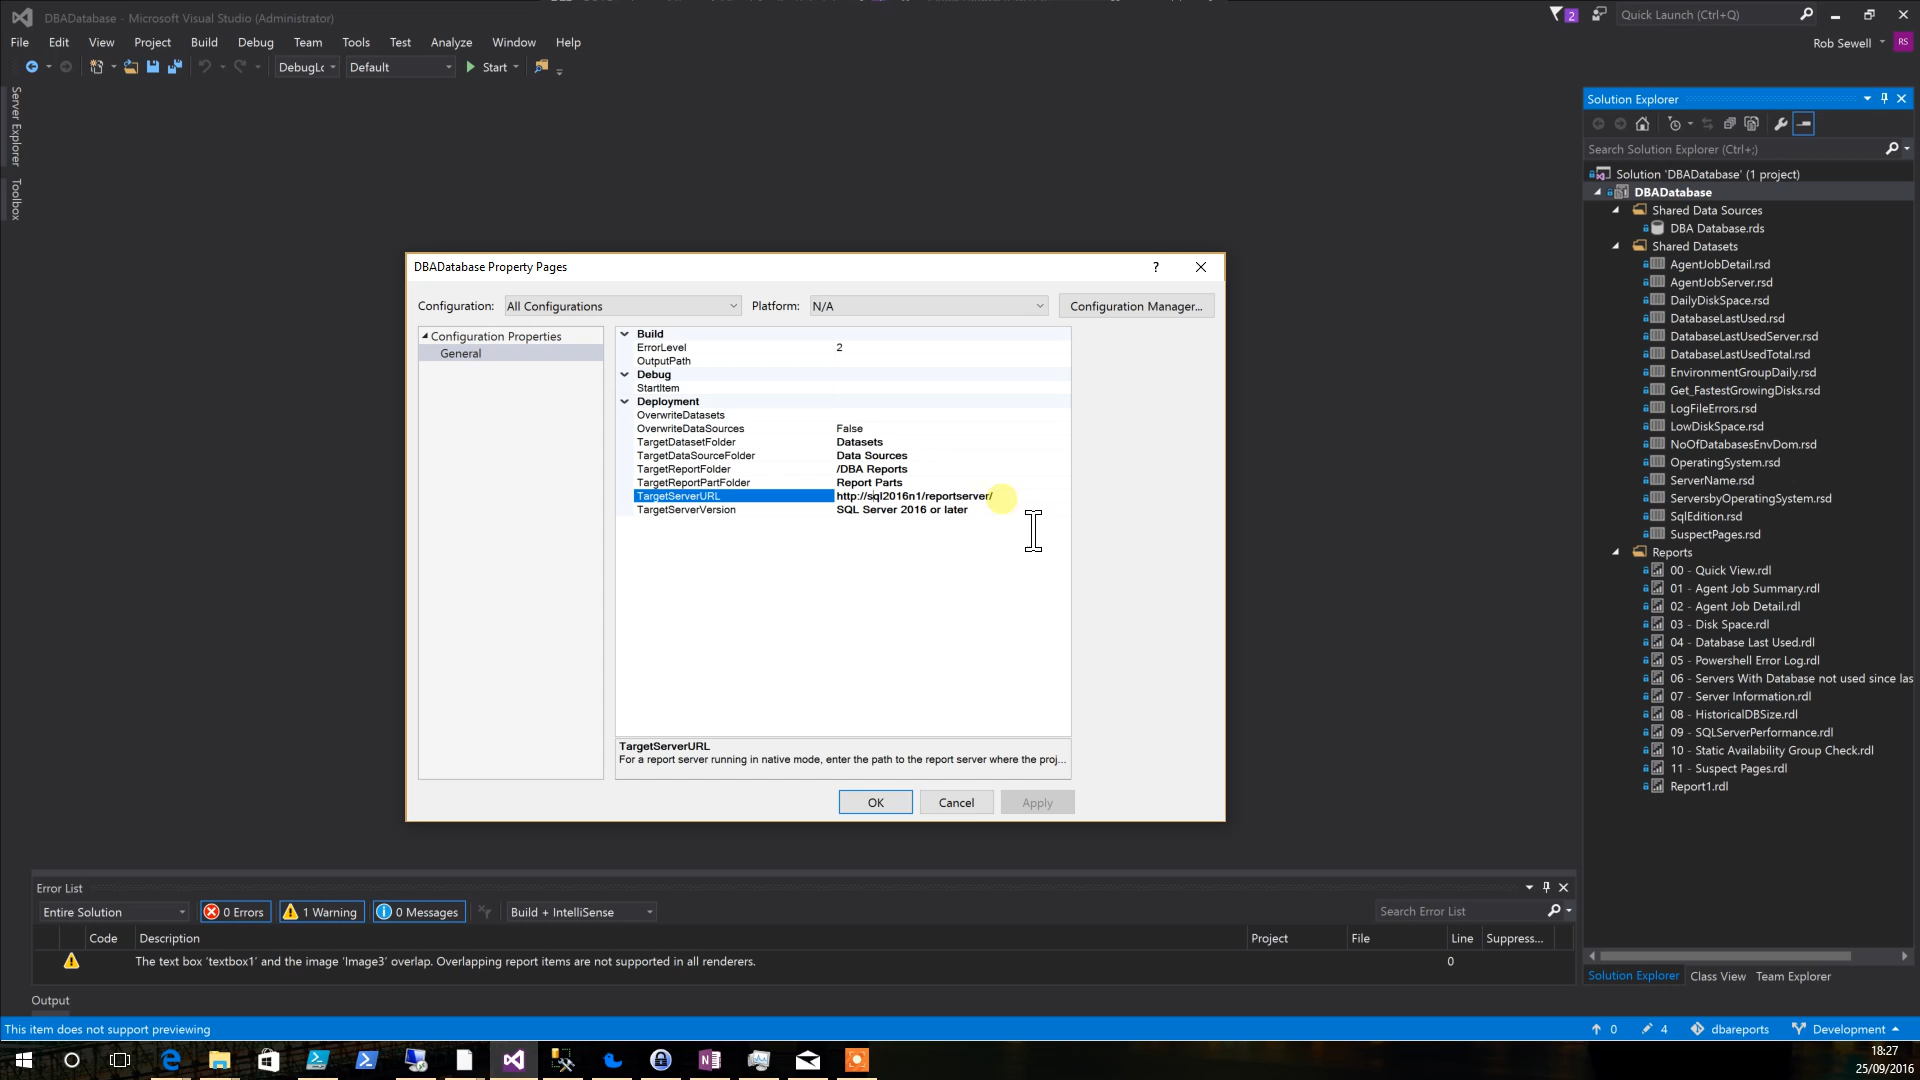 DBADatabase - Microsoft Visual Studio (Administrator)
2
Quick Launch (Ctrl+Q)
File Edit View Project Build Debug Team Tools Test Analyze Window Help
Rob Sewell
RS
DebugLc
Default
Start
Server Explorer
Toolbox
Solution Explorer
Search Solution Explorer (Ctrl+;)
Solution 'DBADatabase' (1 project)
DBADatabase
Shared Data Sources
DBA Database.rds
Shared Datasets
AgentJobDetail.rsd
AgentJobServer.rsd
DailyDiskSpace.rsd
DatabaseLastUsed.rsd
DatabaseLastUsedServer.rsd
DatabaseLastUsedTotal.rsd
EnvironmentGroupDaily.rsd
Get_FastestGrowingDisks.rsd
LogFileErrors.rsd
LowDiskSpace.rsd
NoOfDatabasesEnvDom.rsd
OperatingSystem.rsd
ServerName.rsd
ServersbyOperatingSystem.rsd
SqlEdition.rsd
SuspectPages.rsd
Reports
00 - Quick View.rdl
01 - Agent Job Summary.rdl
02 - Agent Job Detail.rdl
03 - Disk Space.rdl
04 - Database Last Used.rdl
05 - Powershell Error Log.rdl
06 - Servers With Database not used since las
07 - Server Information.rdl
08 - HistoricalDBSize.rdl
09 - SQLServerPerformance.rdl
10 - Static Availability Group Check.rdl
11 - Suspect Pages.rdl
Report1.rdl
Solution Explorer Class View Team Explorer
DBADatabase Property Pages
?
Configuration: All Configurations Platform: N/A Configuration Manager...
Configuration Properties
General
Build
ErrorLevel 2
OutputPath
Debug
StartItem
Deployment
OverwriteDatasets
OverwriteDataSources False
TargetDatasetFolder Datasets
TargetDataSourceFolder Data Sources
TargetReportFolder /DBA Reports
TargetReportPartFolder Report Parts
TargetServerURL http://sql2016n1/reportserver/
TargetServerVersion SQL Server 2016 or later
TargetServerURL
For a report server running in native mode, enter the path to the report server where the proj...
OK Cancel Apply
Error List
Entire Solution 0 Errors 1 Warning 0 Messages Build + IntelliSense Search Error List
Code Description Project File Line Suppress...
The text box 'textbox1' and the image 'Image3' overlap. Overlapping report items are not supported in all renderers. 0
Output
This item does not support previewing
0 4 dbareports Development
18:27
25/09/2016